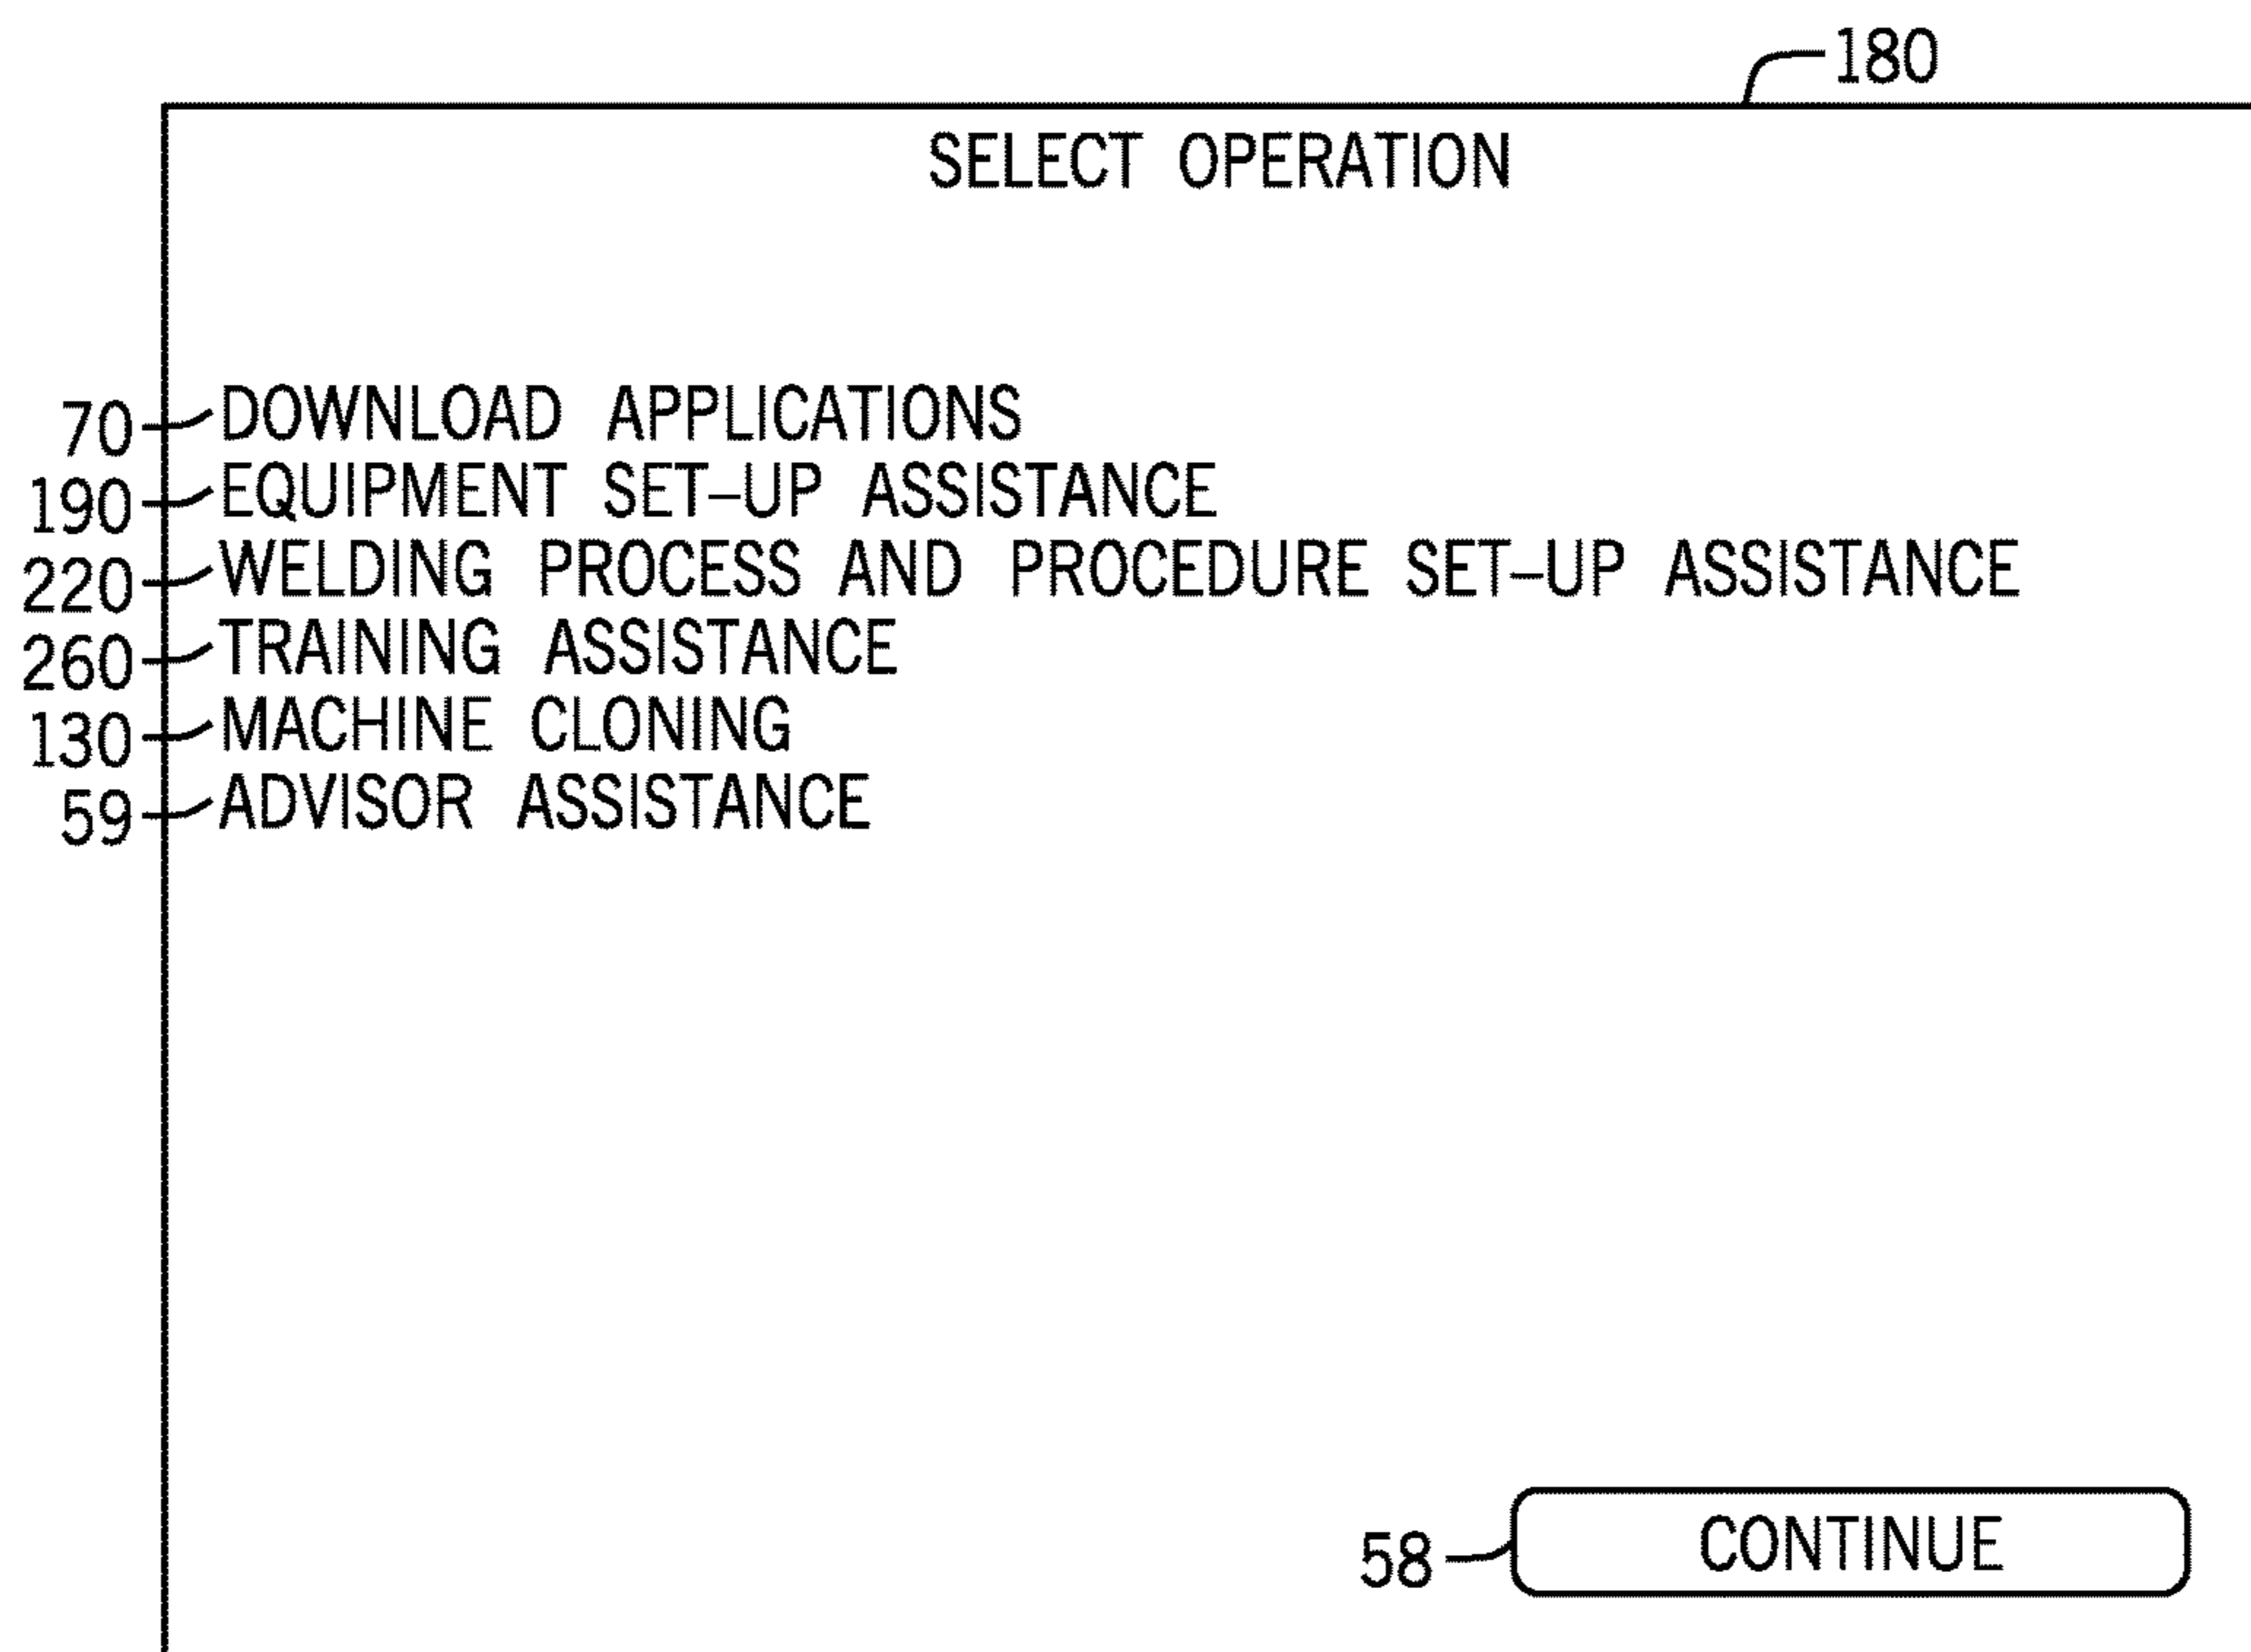 180
SELECT OPERATION
70 DOWNLOAD APPLICATIONS
190 EQUIPMENT SET-UP ASSISTANCE
220 WELDING PROCESS AND PROCEDURE SET-UP ASSISTANCE
260 TRAINING ASSISTANCE
130 MACHINE CLONING
59 ADVISOR ASSISTANCE
58 CONTINUE